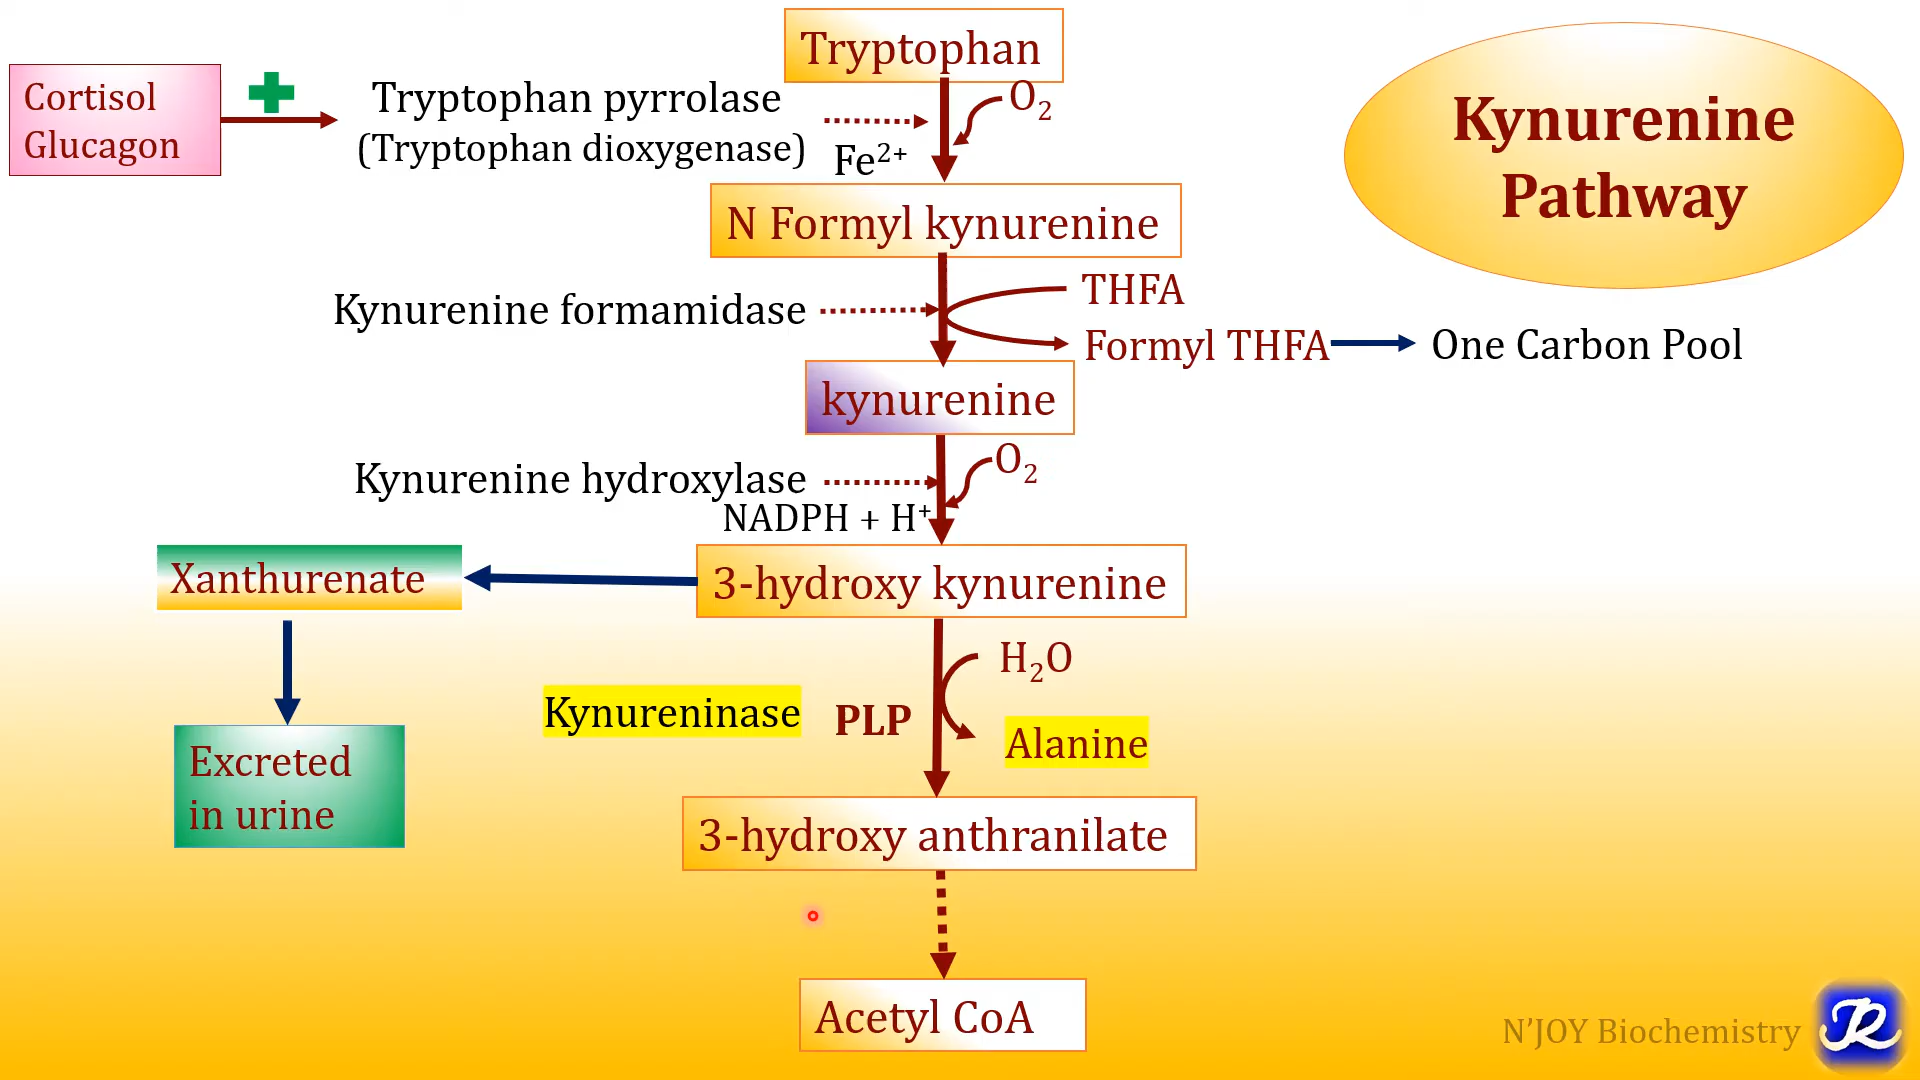 Tryptophan
Kynurenine
Pathway
Cortisol
Glucagon
Tryptophan pyrrolase
(Tryptophan dioxygenase)
O₂
Fe²⁺
N Formyl kynurenine
Kynurenine formamidase
THFA
Formyl THFA
One Carbon Pool
kynurenine
Kynurenine hydroxylase
O₂
NADPH + H⁺
Xanthurenate
3-hydroxy kynurenine
H₂O
Kynureninase
PLP
Alanine
Excreted
in urine
3-hydroxy anthranilate
Acetyl CoA
N’JOY Biochemistry